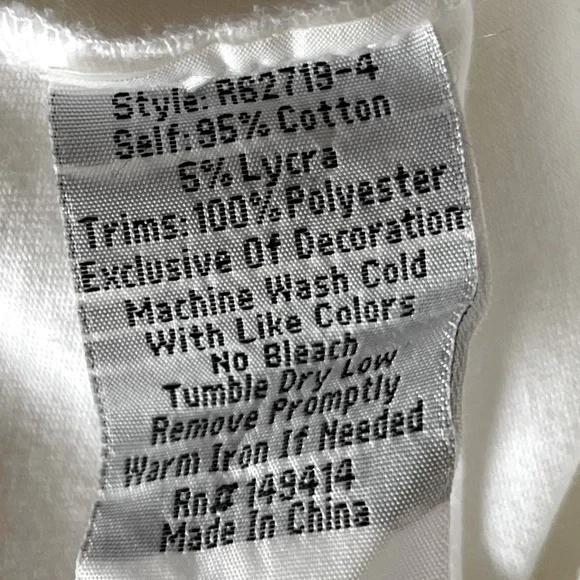 Style: R62719-4
Self: 95% Cotton
5% Lycra
Trims: 100% Polyester
Exclusive Of Decoration
Machine Wash Cold
With Like Colors
No Bleach
Tumble Dry Low
Remove Promptly
Warm Iron If Needed
Rn# 149414
Made In China